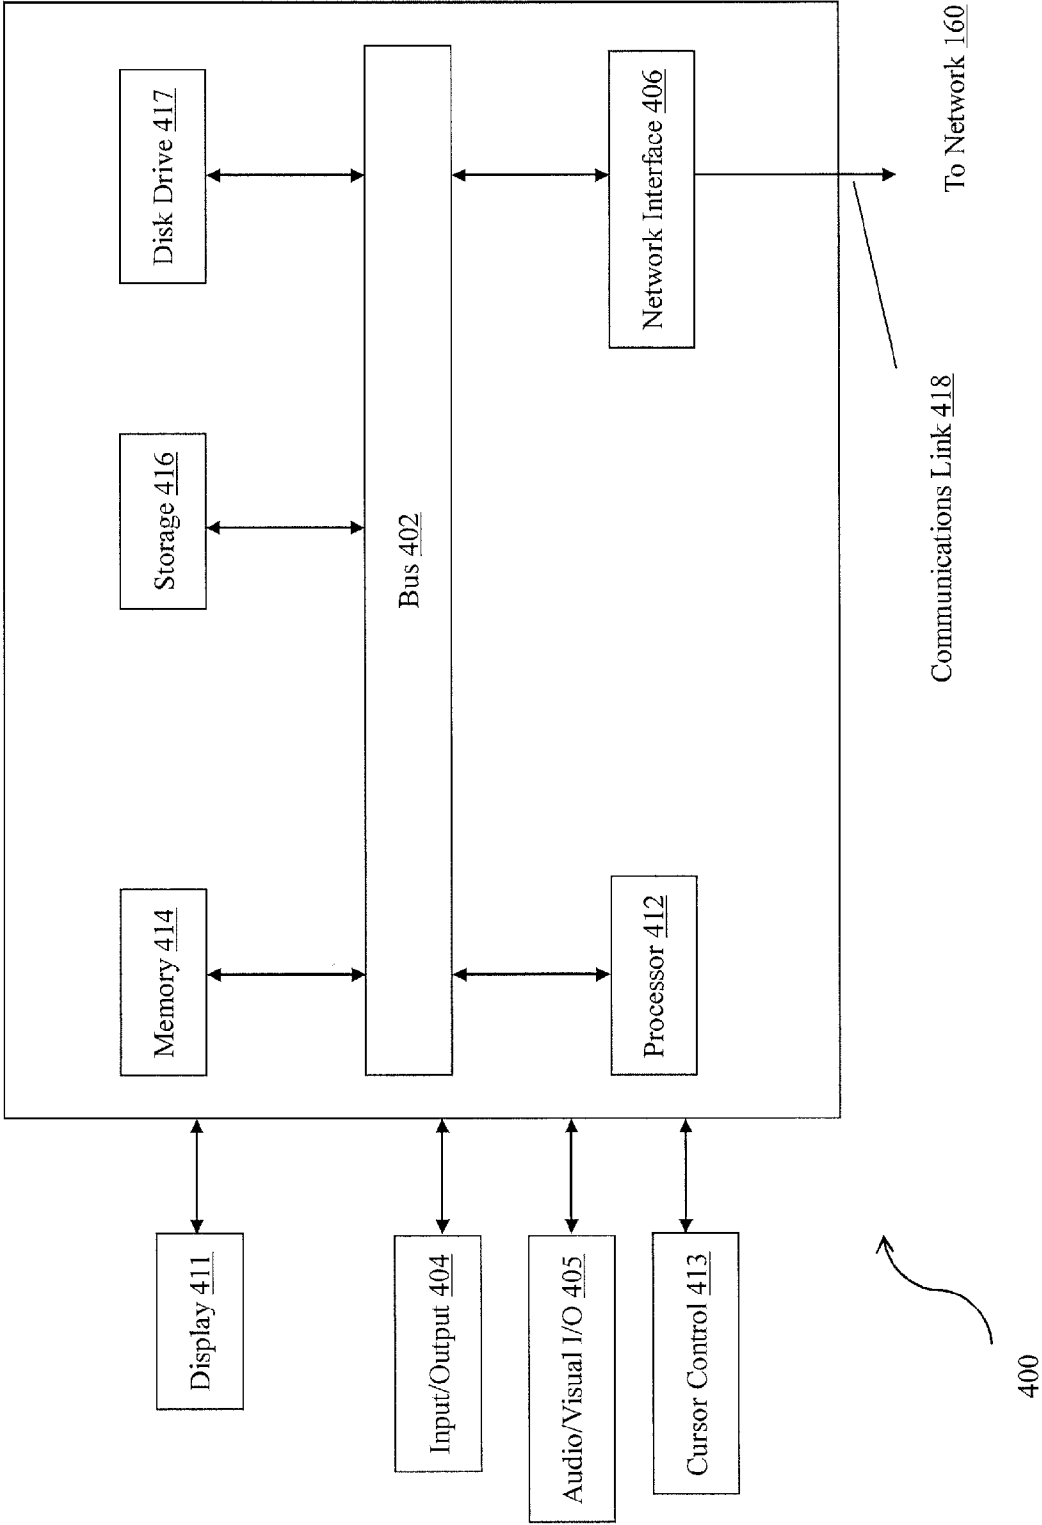 Display 411
Input/Output 404
Audio/Visual I/O 405
Cursor Control 413
Memory 414
Storage 416
Disk Drive 417
Bus 402
Processor 412
Network Interface 406
Communications Link 418
To Network 160
400